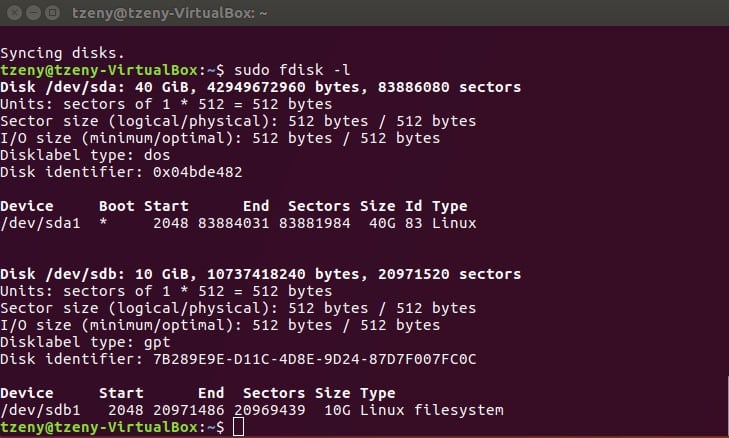 tzeny@tzeny-VirtualBox: ~
Syncing disks.
tzeny@tzeny-VirtualBox:~$ sudo fdisk -l
Disk /dev/sda: 40 GiB, 42949672960 bytes, 83886080 sectors
Units: sectors of 1 * 512 = 512 bytes
Sector size (logical/physical): 512 bytes / 512 bytes
I/O size (minimum/optimal): 512 bytes / 512 bytes
Disklabel type: dos
Disk identifier: 0x04bde482
Device     Boot Start      End  Sectors Size Id Type
/dev/sda1  *     2048 83884031 83881984  40G 83 Linux
Disk /dev/sdb: 10 GiB, 10737418240 bytes, 20971520 sectors
Units: sectors of 1 * 512 = 512 bytes
Sector size (logical/physical): 512 bytes / 512 bytes
I/O size (minimum/optimal): 512 bytes / 512 bytes
Disklabel type: gpt
Disk identifier: 7B289E9E-D11C-4D8E-9D24-87D7F007FC0C
Device     Start      End  Sectors Size Type
/dev/sdb1   2048 20971486 20969439  10G Linux filesystem
tzeny@tzeny-VirtualBox:~$